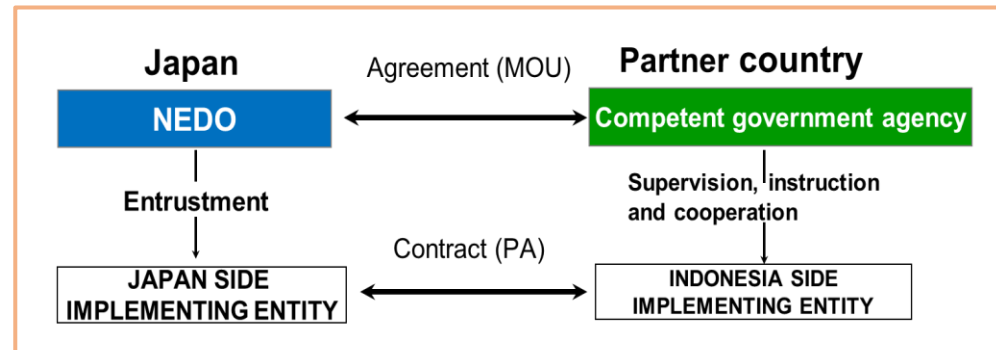 Japan
Agreement (MOU)
Partner country
NEDO
Competent government agency
Entrustment
Supervision, instruction
and cooperation
Contract (PA)
JAPAN SIDE
IMPLEMENTING ENTITY
INDONESIA SIDE
IMPLEMENTING ENTITY